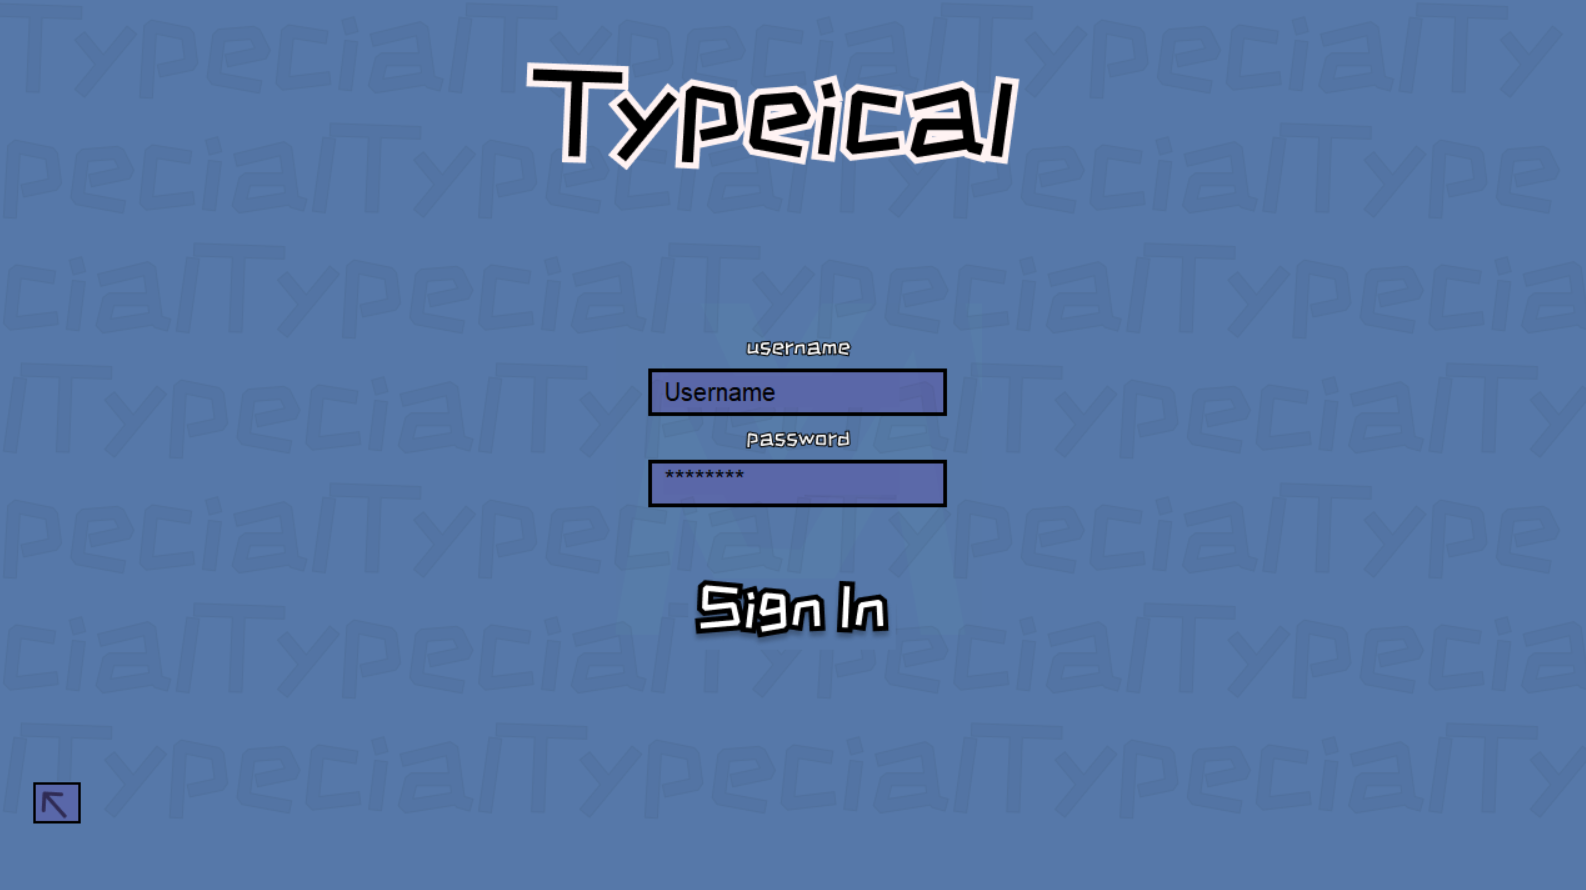 Typeical
username
Username
password
********
Sign In